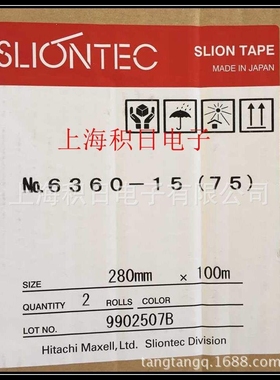 SLIONTEC
SLION TAPE
MADE IN JAPAN
上海积日电子
上海积日电子有限公司
No. 6360-15 (75)
SIZE 280mm × 100m
QUANTITY 2 ROLLS COLOR
LOT NO. 9902507B
Hitachi Maxell, Ltd. Sliontec Division
tangtangq.1688.com